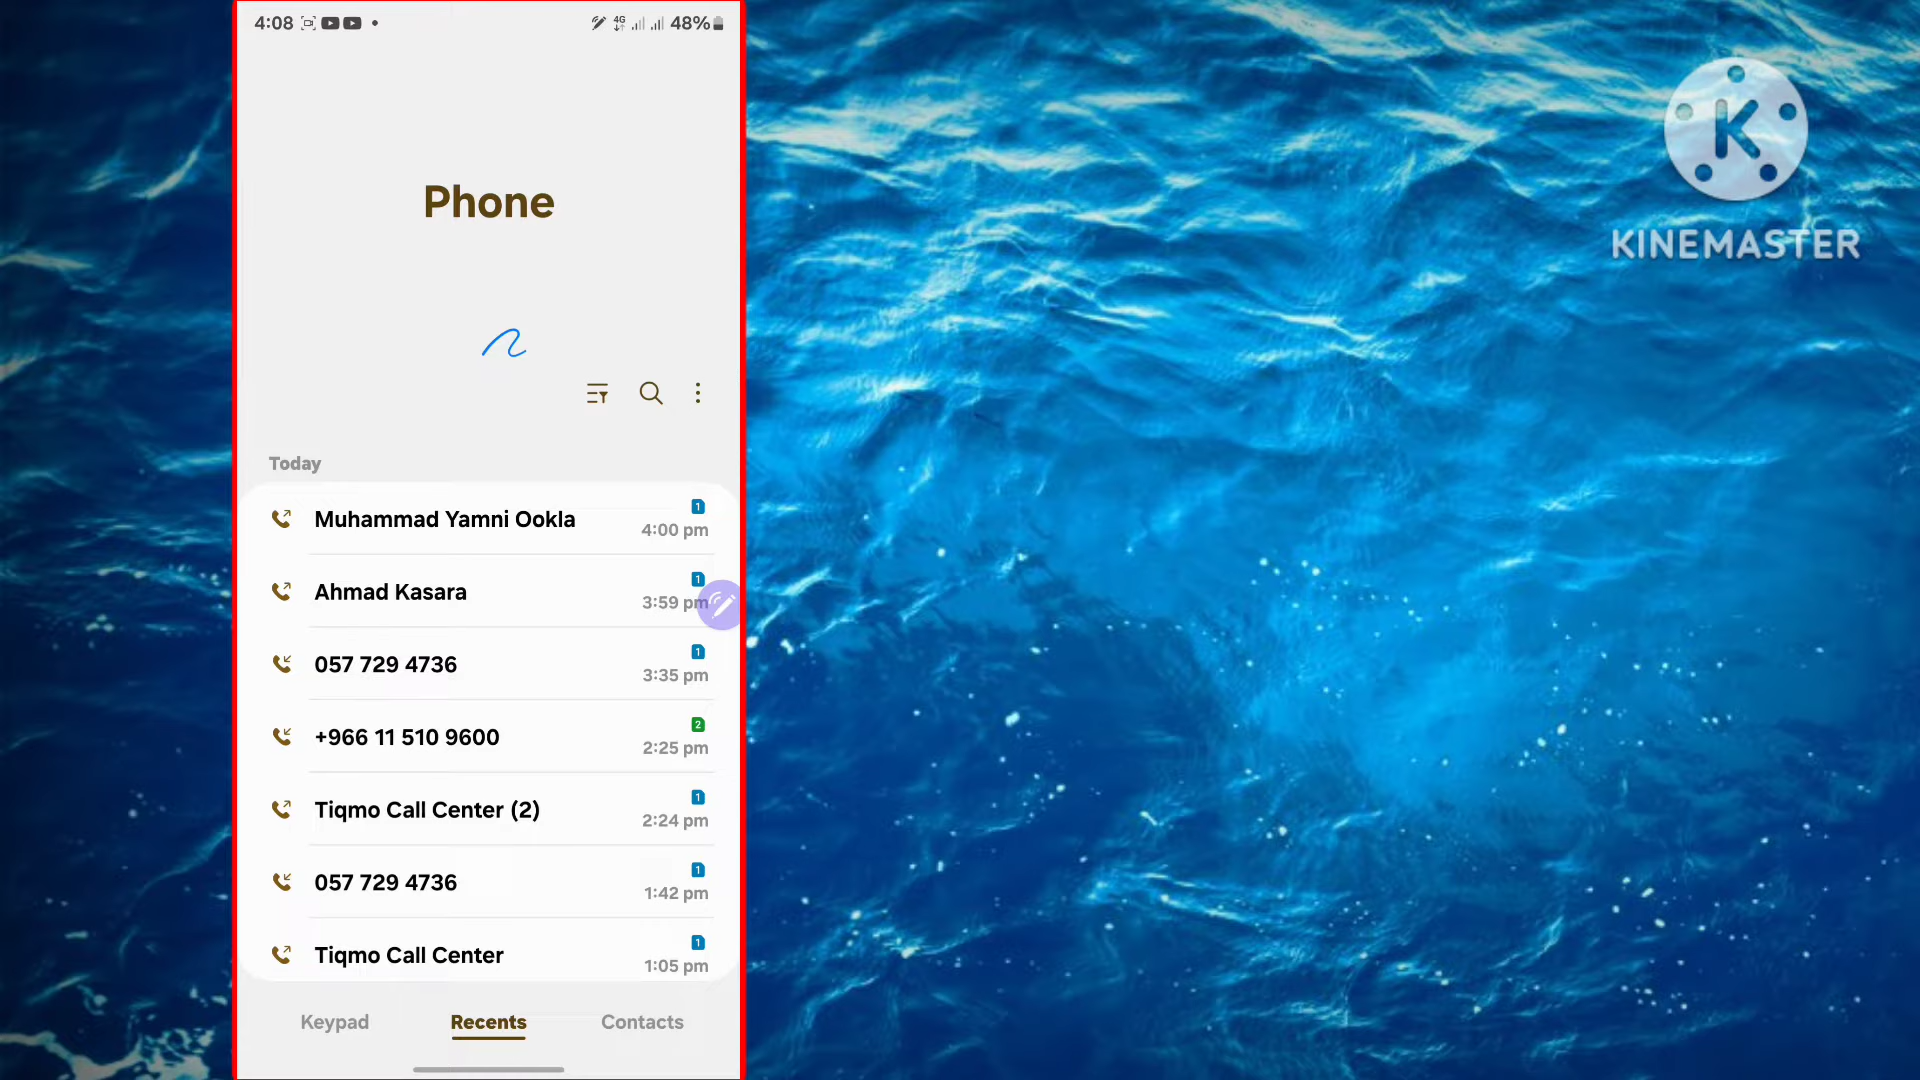 4:08
4G
48%
K
KINEMASTER
Phone
Today
Muhammad Yamni Ookla
1
4:00 pm
Ahmad Kasara
1
3:59 pm
057 729 4736
1
3:35 pm
+966 11 510 9600
2
2:25 pm
Tiqmo Call Center (2)
1
2:24 pm
057 729 4736
1
1:42 pm
Tiqmo Call Center
1
1:05 pm
Keypad
Recents
Contacts